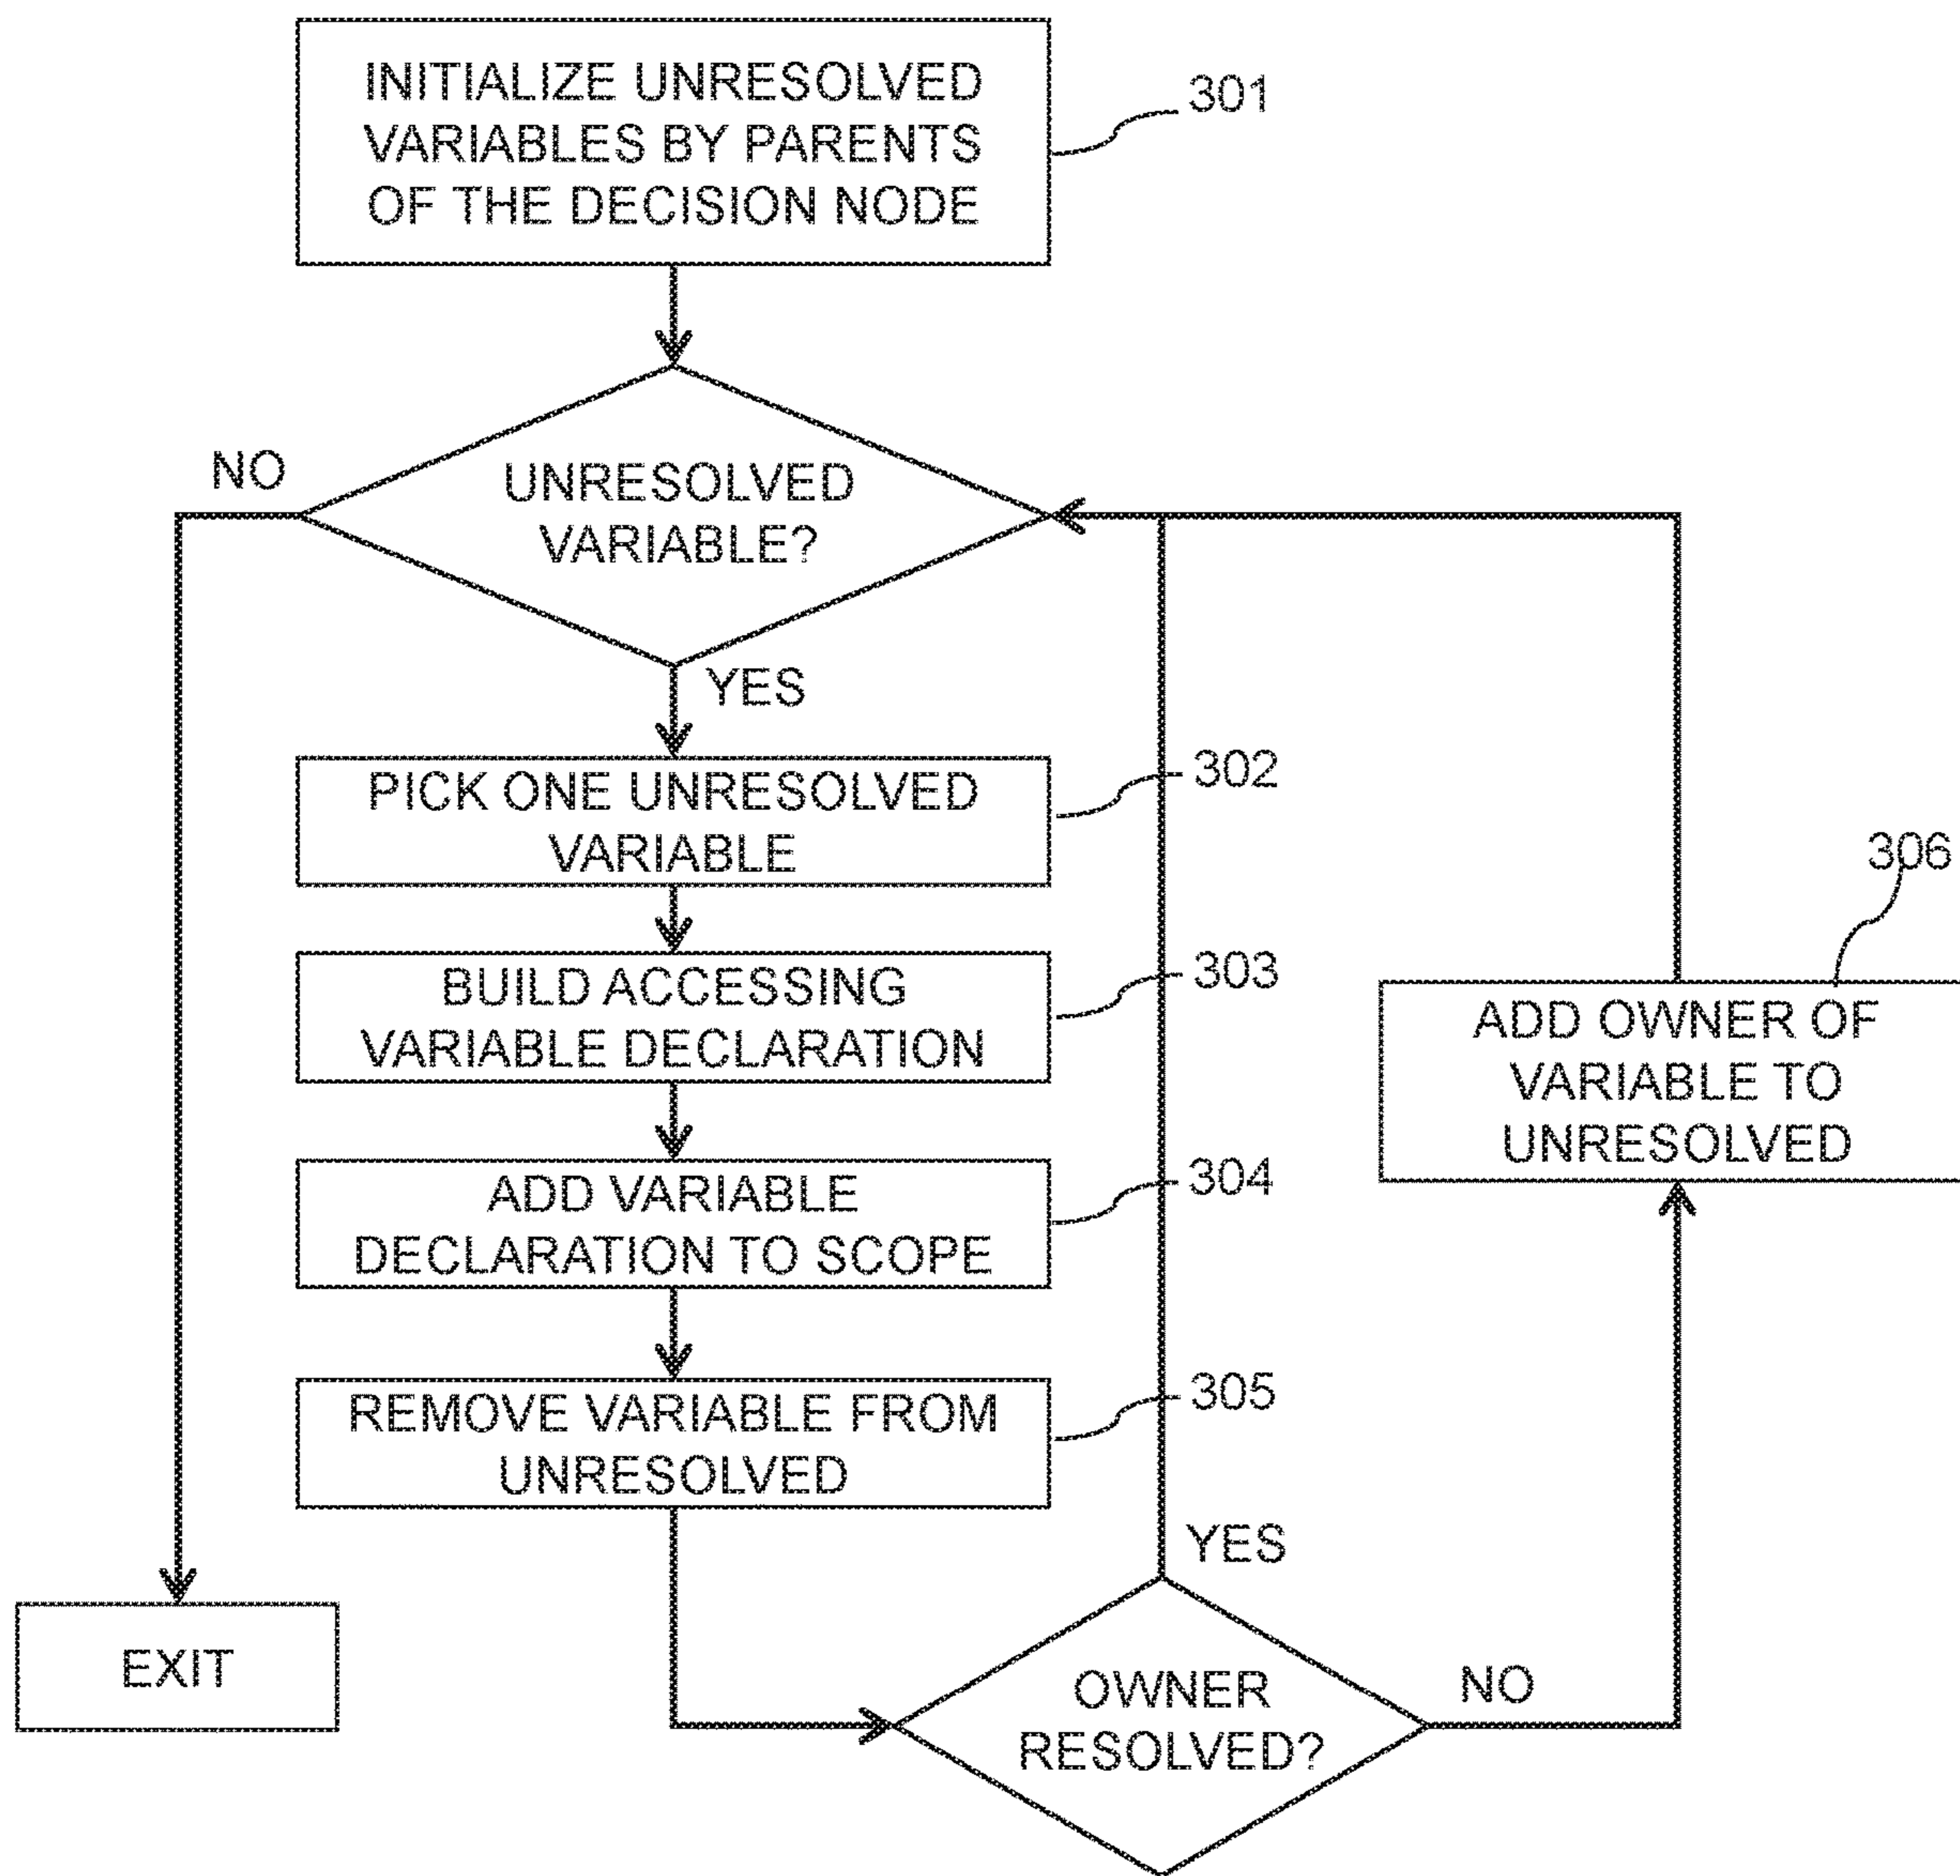 INITIALIZE UNRESOLVED
VARIABLES BY PARENTS
OF THE DECISION NODE
301
NO
UNRESOLVED
VARIABLE?
YES
PICK ONE UNRESOLVED
VARIABLE
302
BUILD ACCESSING
VARIABLE DECLARATION
303
ADD VARIABLE
DECLARATION TO SCOPE
304
REMOVE VARIABLE FROM
UNRESOLVED
305
306
ADD OWNER OF
VARIABLE TO
UNRESOLVED
YES
OWNER
RESOLVED?
NO
EXIT